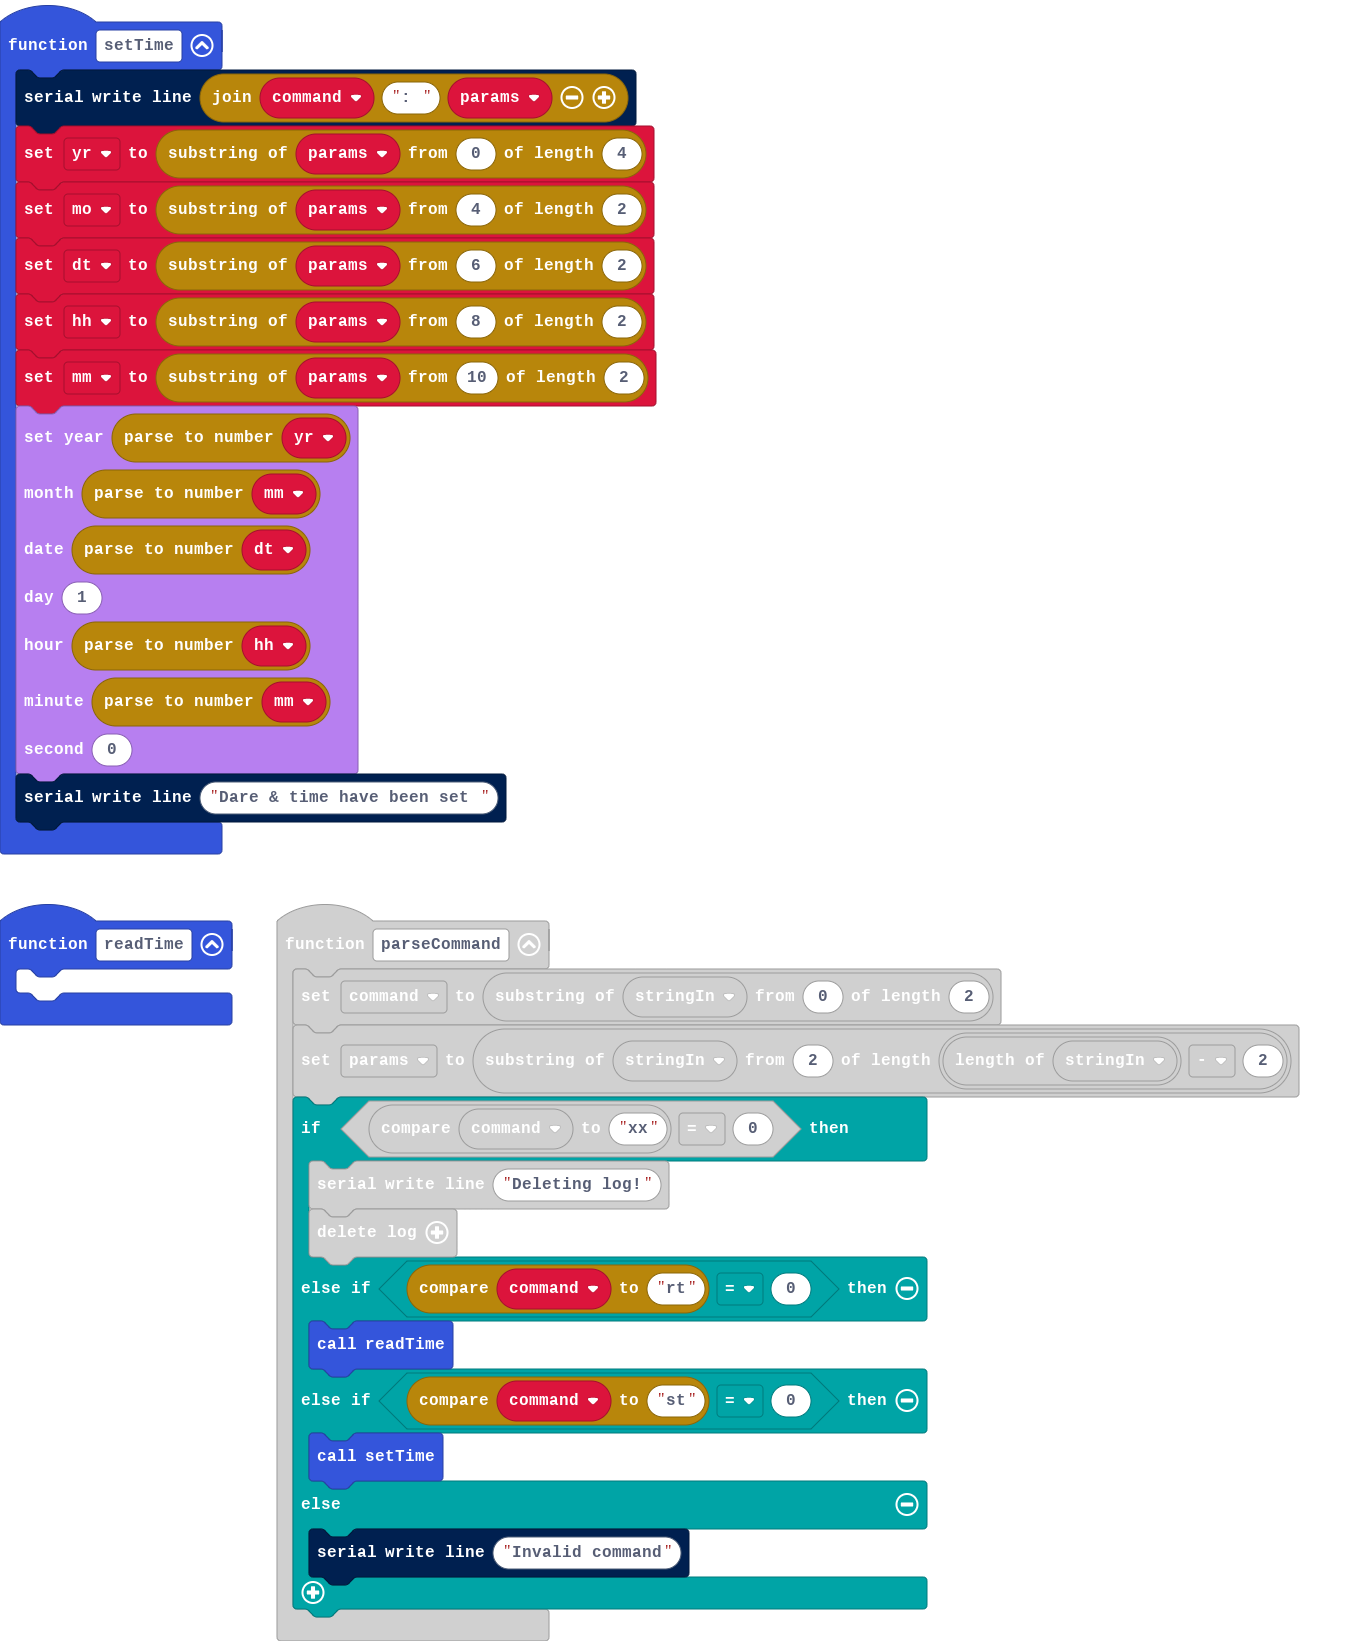 function setTime
serial write line join command ": " params
set yr to substring of params from 0 of length 4
set mo to substring of params from 4 of length 2
set dt to substring of params from 6 of length 2
set hh to substring of params from 8 of length 2
set mm to substring of params from 10 of length 2
set year parse to number yr
month parse to number mm
date parse to number dt
day 1
hour parse to number hh
minute parse to number mm
second 0
serial write line "Dare & time have been set "
function readTime
function parseCommand
set command to substring of stringIn from 0 of length 2
set params to substring of stringIn from 2 of length length of stringIn - 2
if compare command to "xx" = 0 then
serial write line "Deleting log!"
delete log
else if compare command to "rt" = 0 then
call readTime
else if compare command to "st" = 0 then
call setTime
else
serial write line "Invalid command"